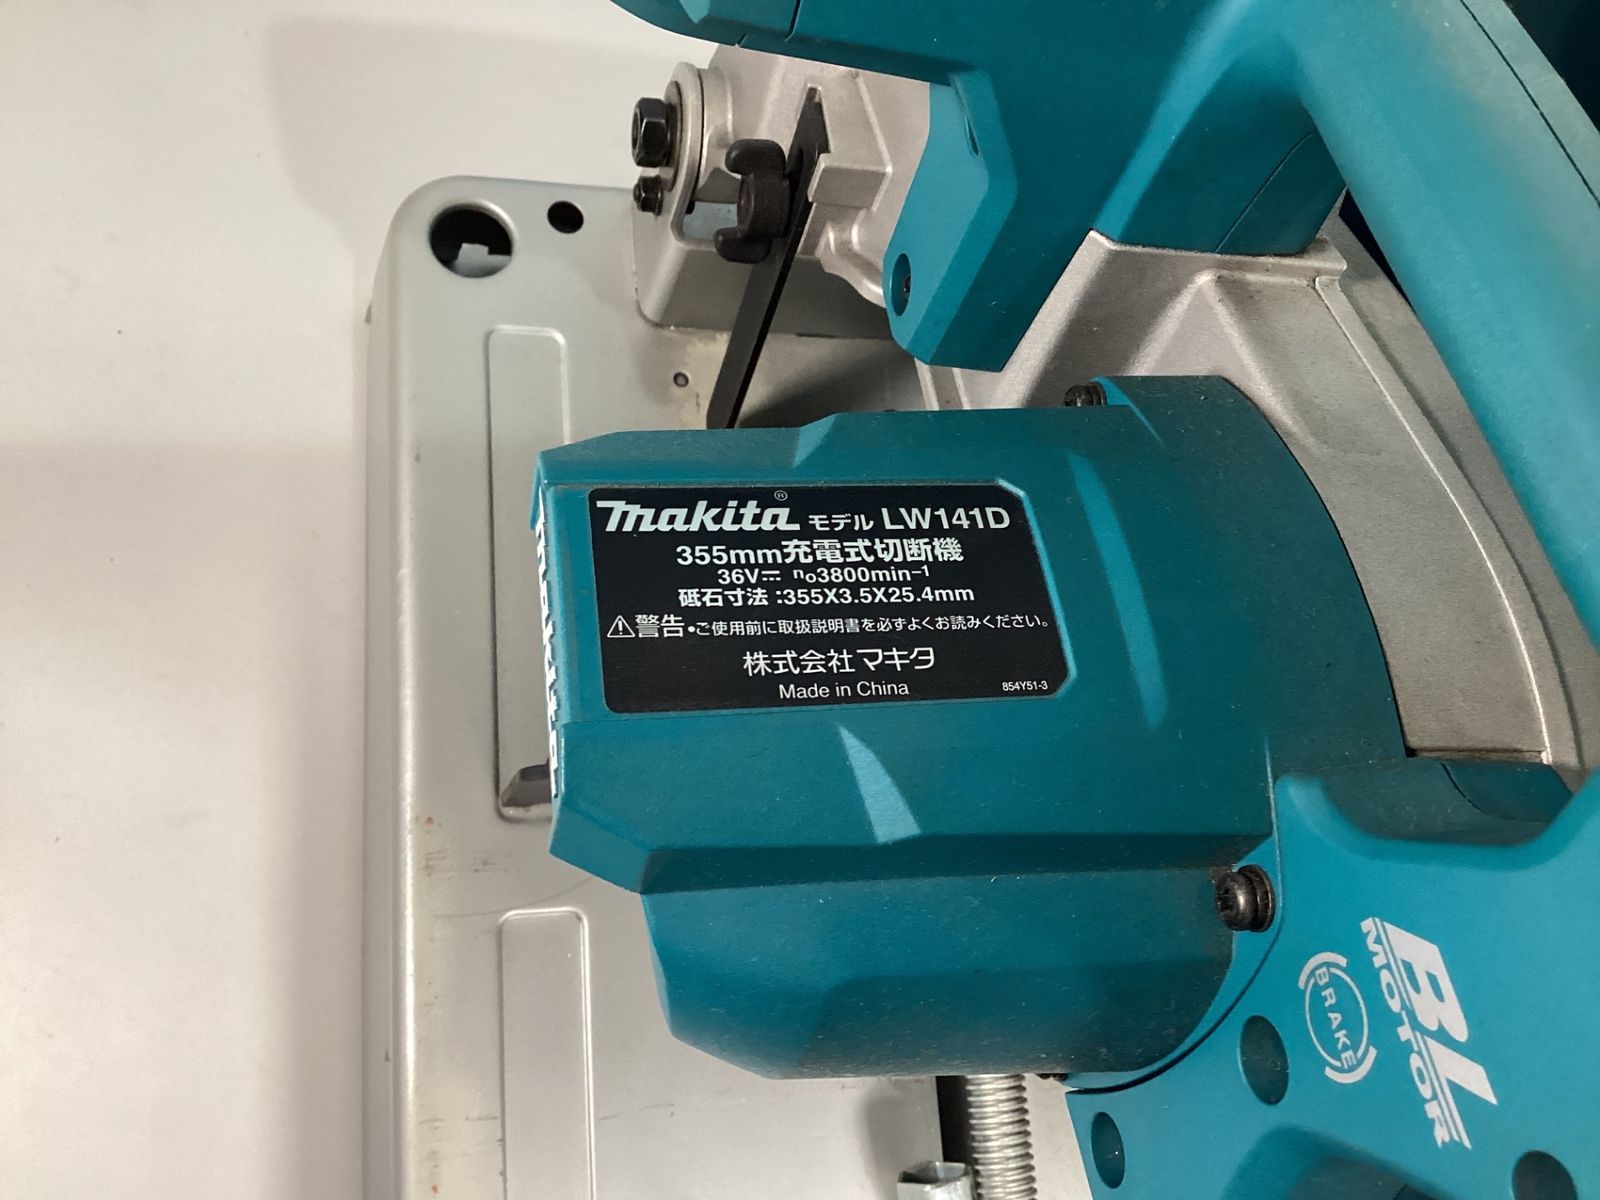 makita® モデル LW141D
355mm充電式切断機
36V⎓ n₀3800min⁻¹
砥石寸法:355X3.5X25.4mm
⚠警告・ご使用前に取扱説明書を必ずよくお読みください。
株式会社マキタ
Made in China
854Y51-3
makita
BL
MOTOR
BRAKE